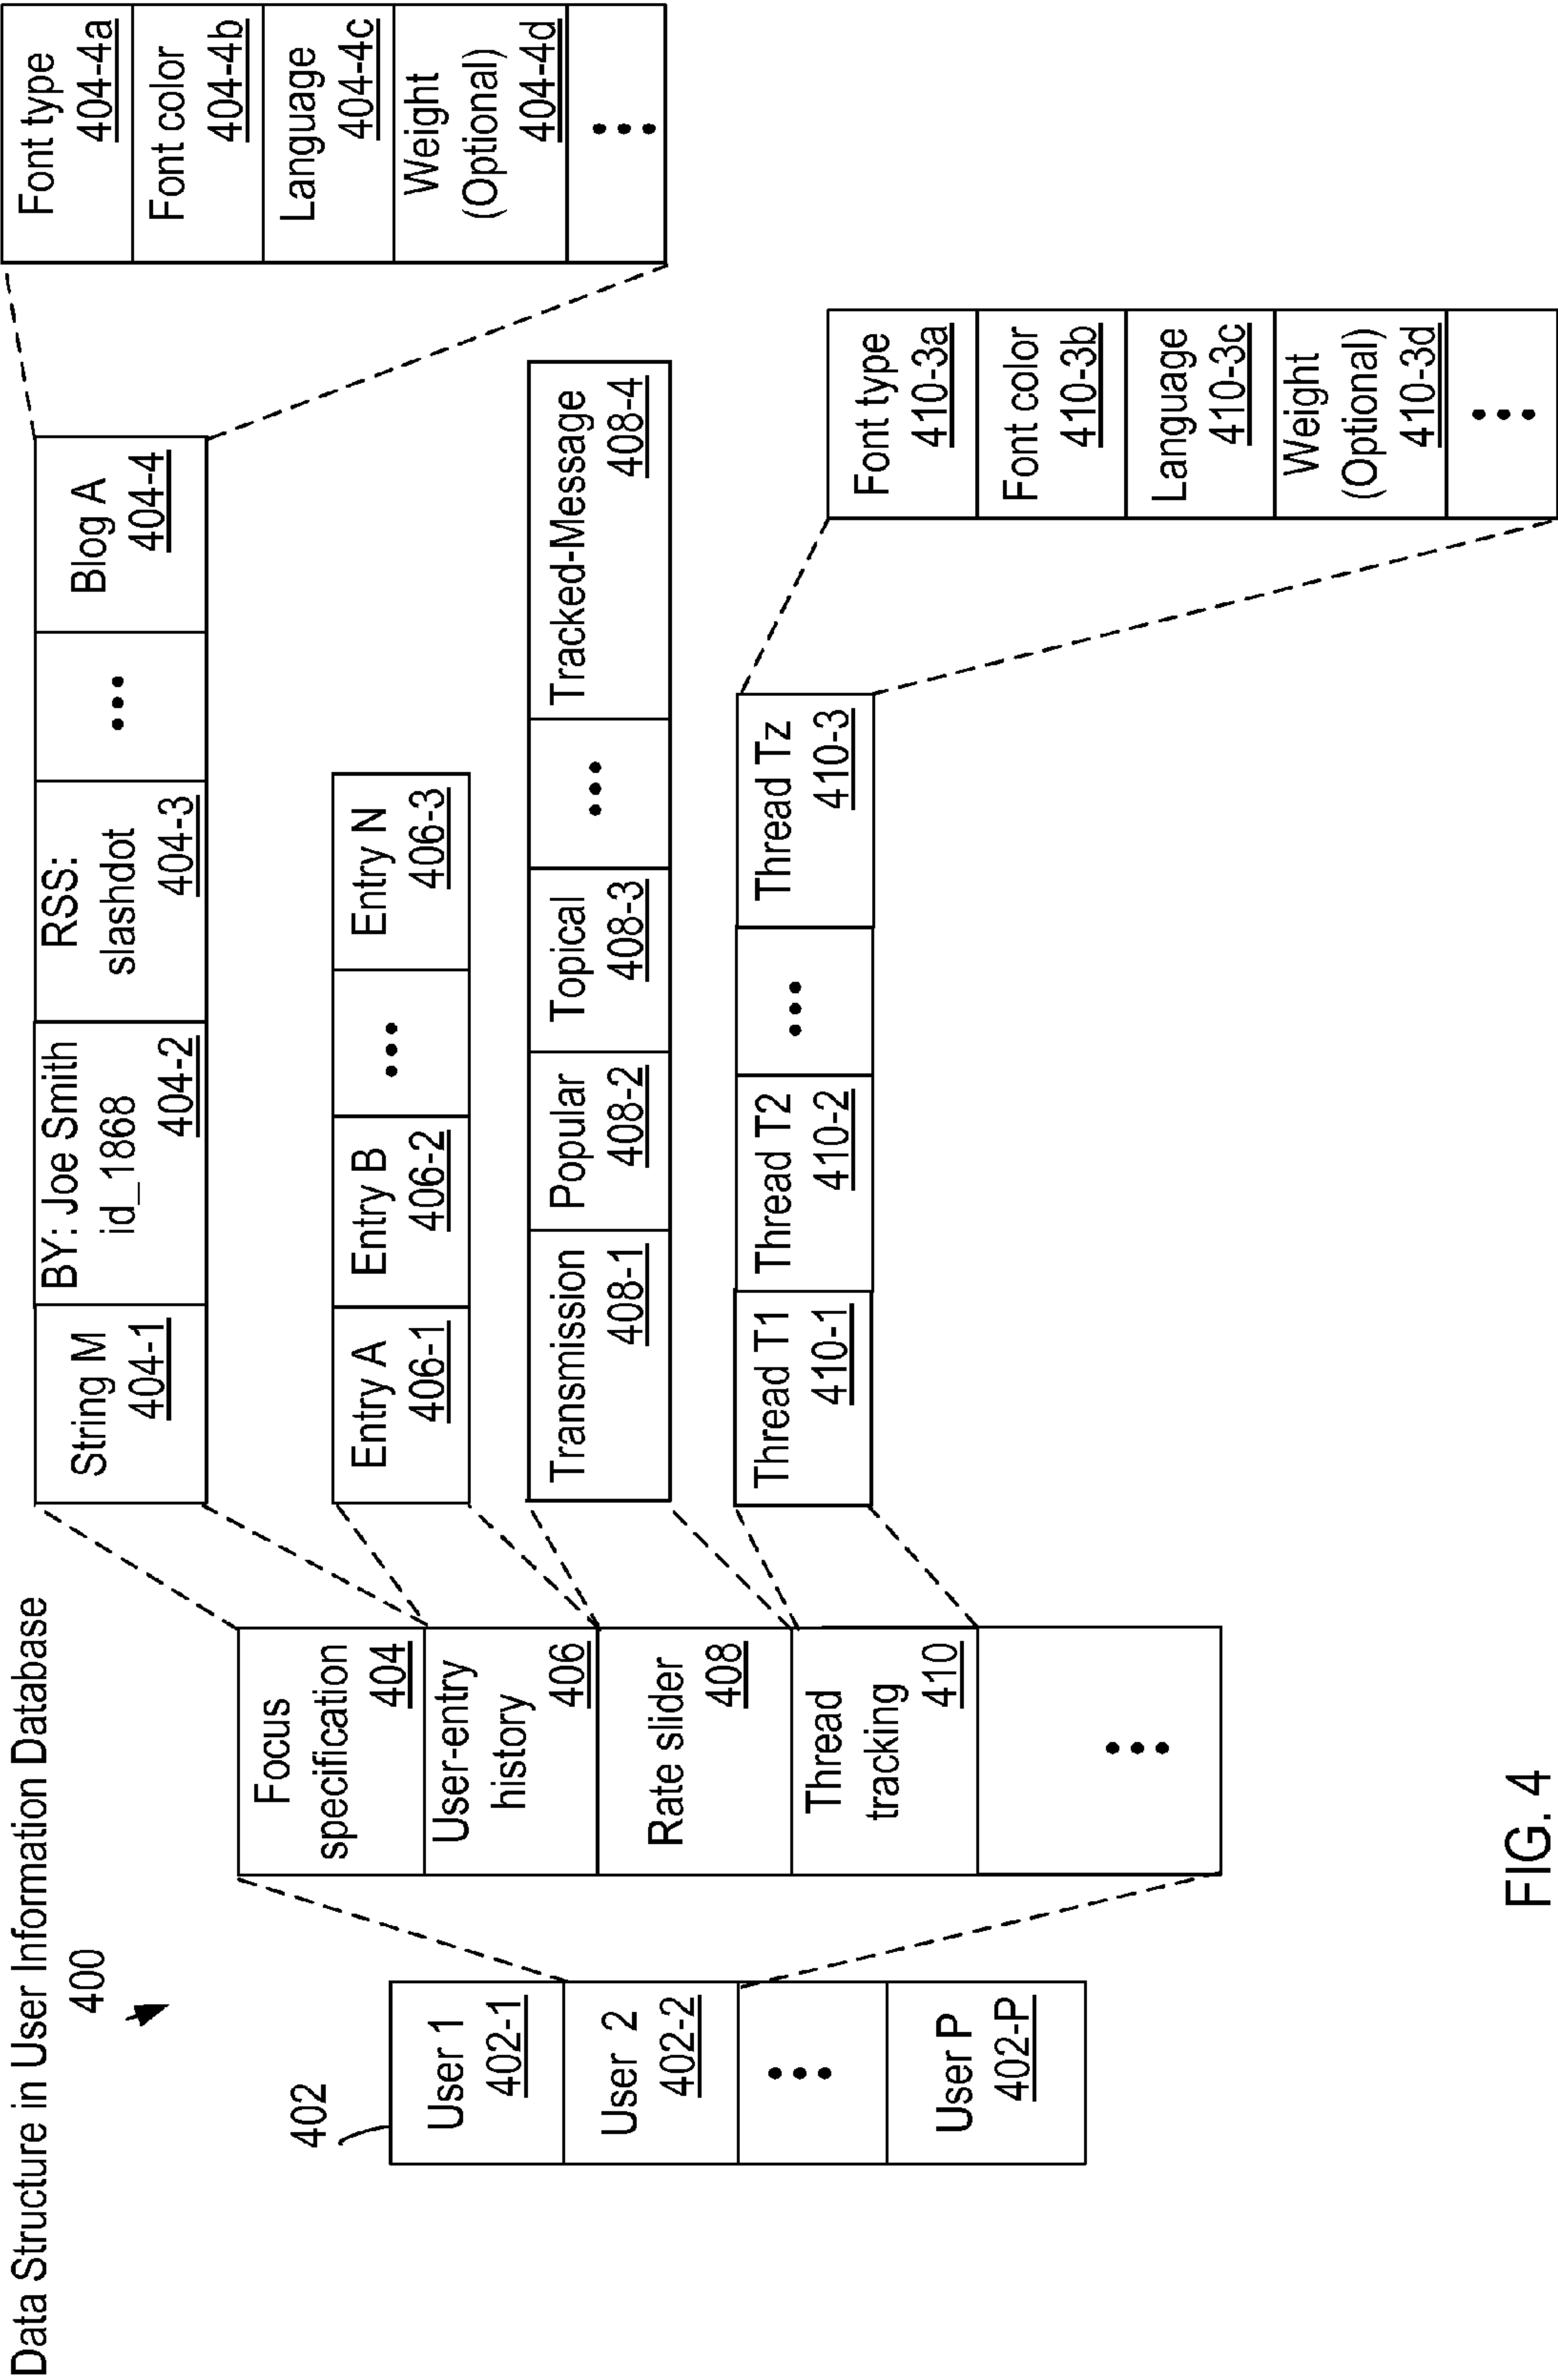 Data Structure in User Information Database
400
402
User 1
402-1
User 2
402-2
•••
User P
402-P
Focus
specification
404
User-entry
history
406
Rate slider
408
Thread
tracking
410
•••
String M
404-1
BY: Joe Smith
id_1868
404-2
RSS:
slashdot
404-3
•••
Blog A
404-4
Font type
404-4a
Font color
404-4b
Language
404-4c
Weight
(Optional)
404-4d
•••
Entry A
406-1
Entry B
406-2
•••
Entry N
406-3
Transmission
408-1
Popular
408-2
Topical
408-3
•••
Tracked-Message
408-4
Thread T1
410-1
Thread T2
410-2
•••
Thread Tz
410-3
Font type
410-3a
Font color
410-3b
Language
410-3c
Weight
(Optional)
410-3d
•••
FIG. 4